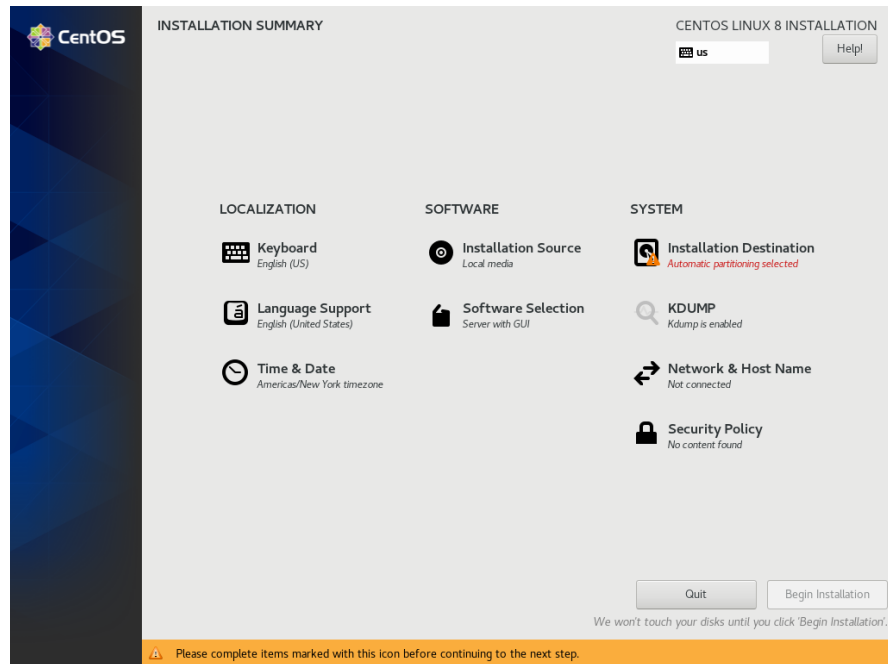 CentOS
INSTALLATION SUMMARY
CENTOS LINUX 8 INSTALLATION
us
Help!
LOCALIZATION
Keyboard
English (US)
Language Support
English (United States)
Time & Date
Americas/New York timezone
SOFTWARE
Installation Source
Local media
Software Selection
Server with GUI
SYSTEM
Installation Destination
Automatic partitioning selected
KDUMP
Kdump is enabled
Network & Host Name
Not connected
Security Policy
No content found
Quit
Begin Installation
We won't touch your disks until you click 'Begin Installation'.
Please complete items marked with this icon before continuing to the next step.